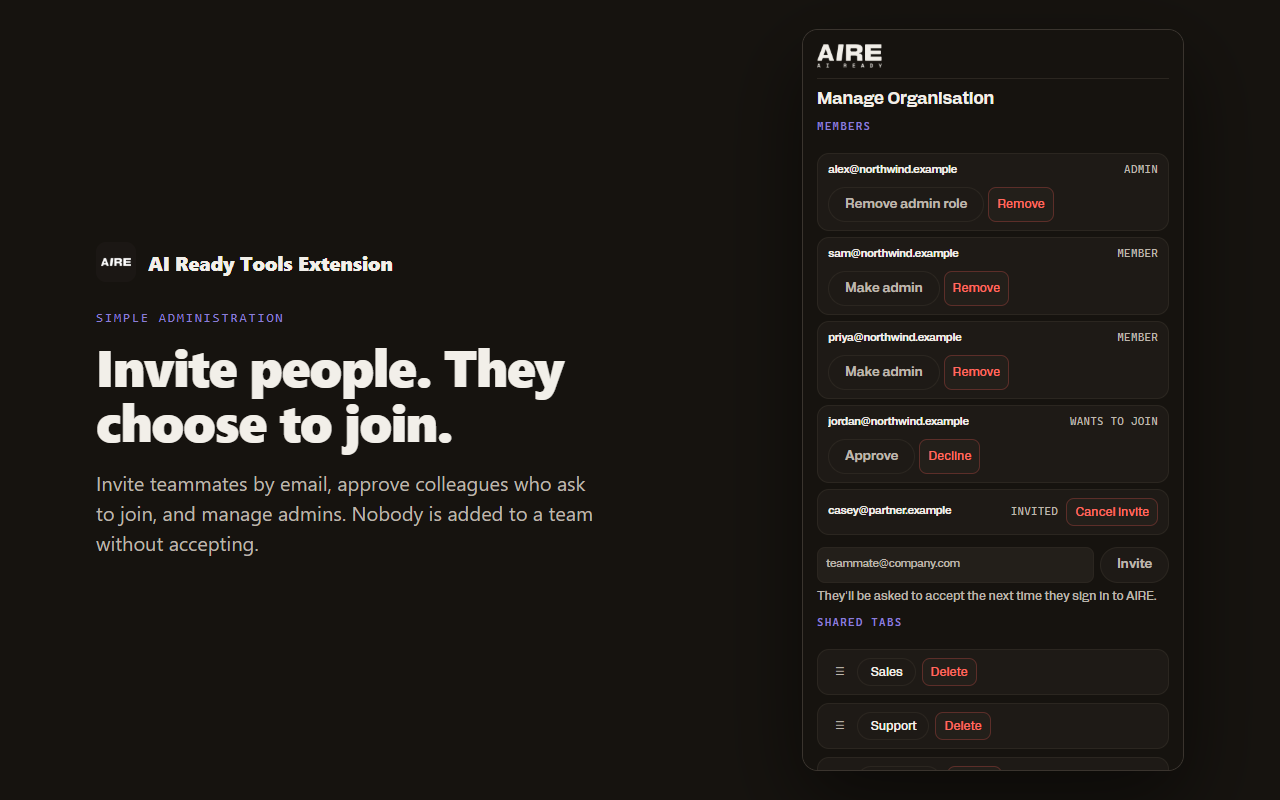 AIRE
AI Ready Tools Extension
SIMPLE ADMINISTRATION
Invite people. They
choose to join.
Invite teammates by email, approve colleagues who ask
to join, and manage admins. Nobody is added to a team
without accepting.
AIRE
AI READY
Manage Organisation
MEMBERS
alex@northwind.example ADMIN
Remove admin role Remove
sam@northwind.example MEMBER
Make admin Remove
priya@northwind.example MEMBER
Make admin Remove
jordan@northwind.example WANTS TO JOIN
Approve Decline
casey@partner.example INVITED Cancel Invite
teammate@company.com Invite
They'll be asked to accept the next time they sign in to AIRE.
SHARED TABS
☰ Sales Delete
☰ Support Delete